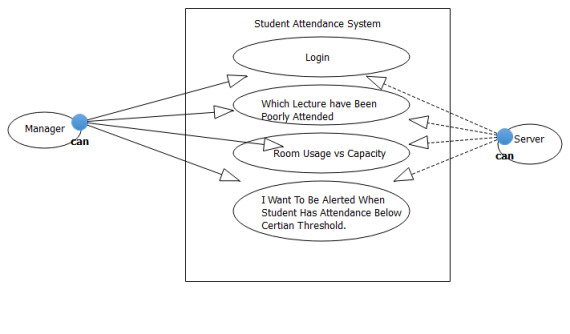 Student Attendance System
Login
Which Lecture have Been
Poorly Attended
Manager
can
Room Usage vs Capacity
Server
can
I Want To Be Alerted When
Student Has Attendance Below
Certian Threshold.